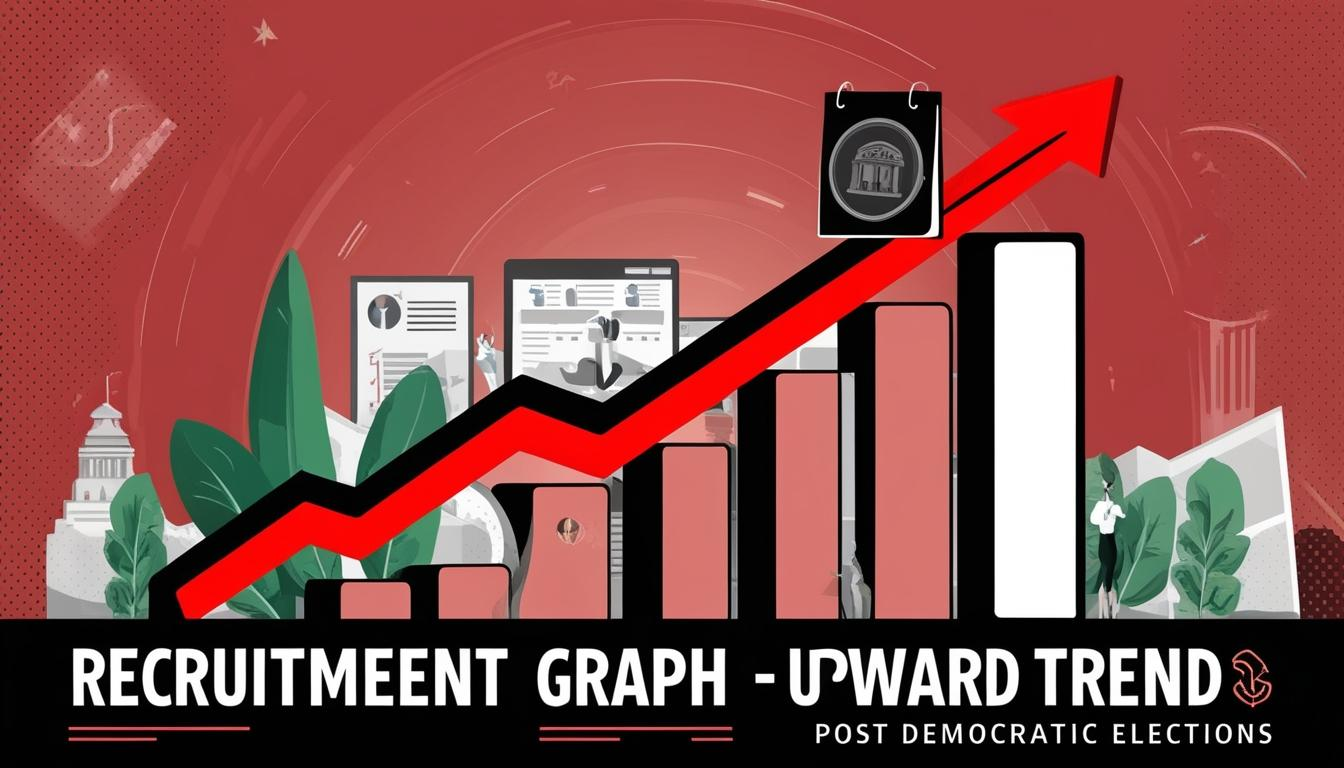 RECRUITMEENT GRAPH - UPWARD TREND
POST DEMOCRATIC ELECTIONS